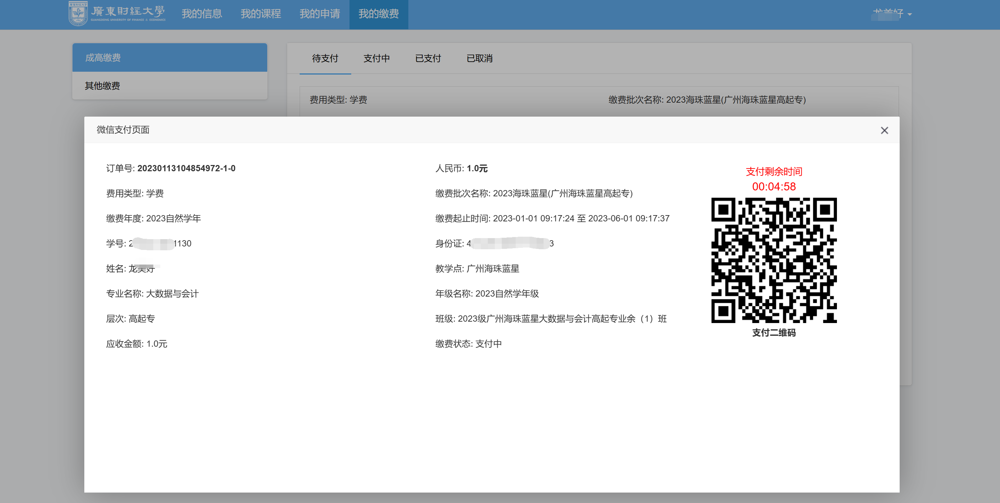 廣東財經大學
GUANGDONG UNIVERSITY OF FINANCE & ECONOMICS
我的信息 我的课程 我的申请 我的缴费
成高缴费
其他缴费
待支付 支付中 已支付 已取消
费用类型: 学费 缴费批次名称: 2023海珠蓝星(广州海珠蓝星高起专)
微信支付页面
订单号: 20230113104854972-1-0 人民币: 1.0元
支付剩余时间
00:04:58
费用类型: 学费 缴费批次名称: 2023海珠蓝星(广州海珠蓝星高起专)
缴费年度: 2023自然学年 缴费起止时间: 2023-01-01 09:17:24 至 2023-06-01 09:17:37
学号: 2 1130 身份证: 4 3
姓名: 龙 好 教学点: 广州海珠蓝星
专业名称: 大数据与会计 年级名称: 2023自然学年级
层次: 高起专 班级: 2023级广州海珠蓝星大数据与会计高起专业余（1）班
支付二维码
应收金额: 1.0元 缴费状态: 支付中